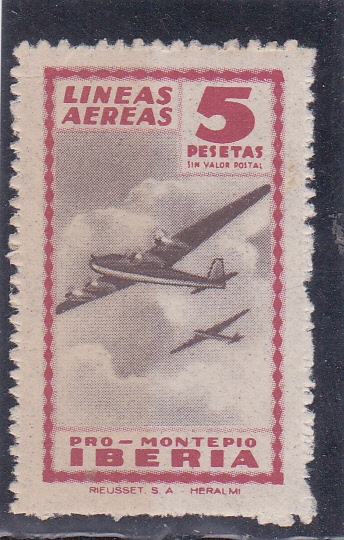 LINEAS
AEREAS
5
PESETAS
SIN VALOR POSTAL
PRO-MONTEPIO
IBERIA
RIEUSSET. S. A - HERALMI